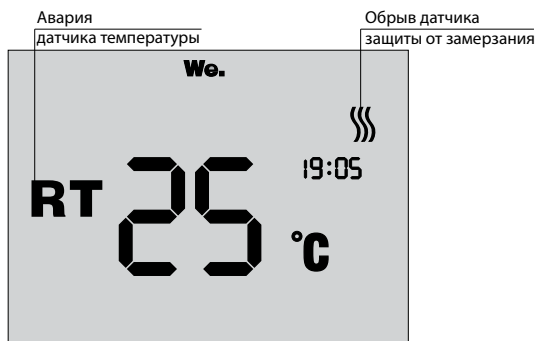 Авария
датчика температуры
Обрыв датчика
защиты от замерзания
We.
19:05
RT 25 °C